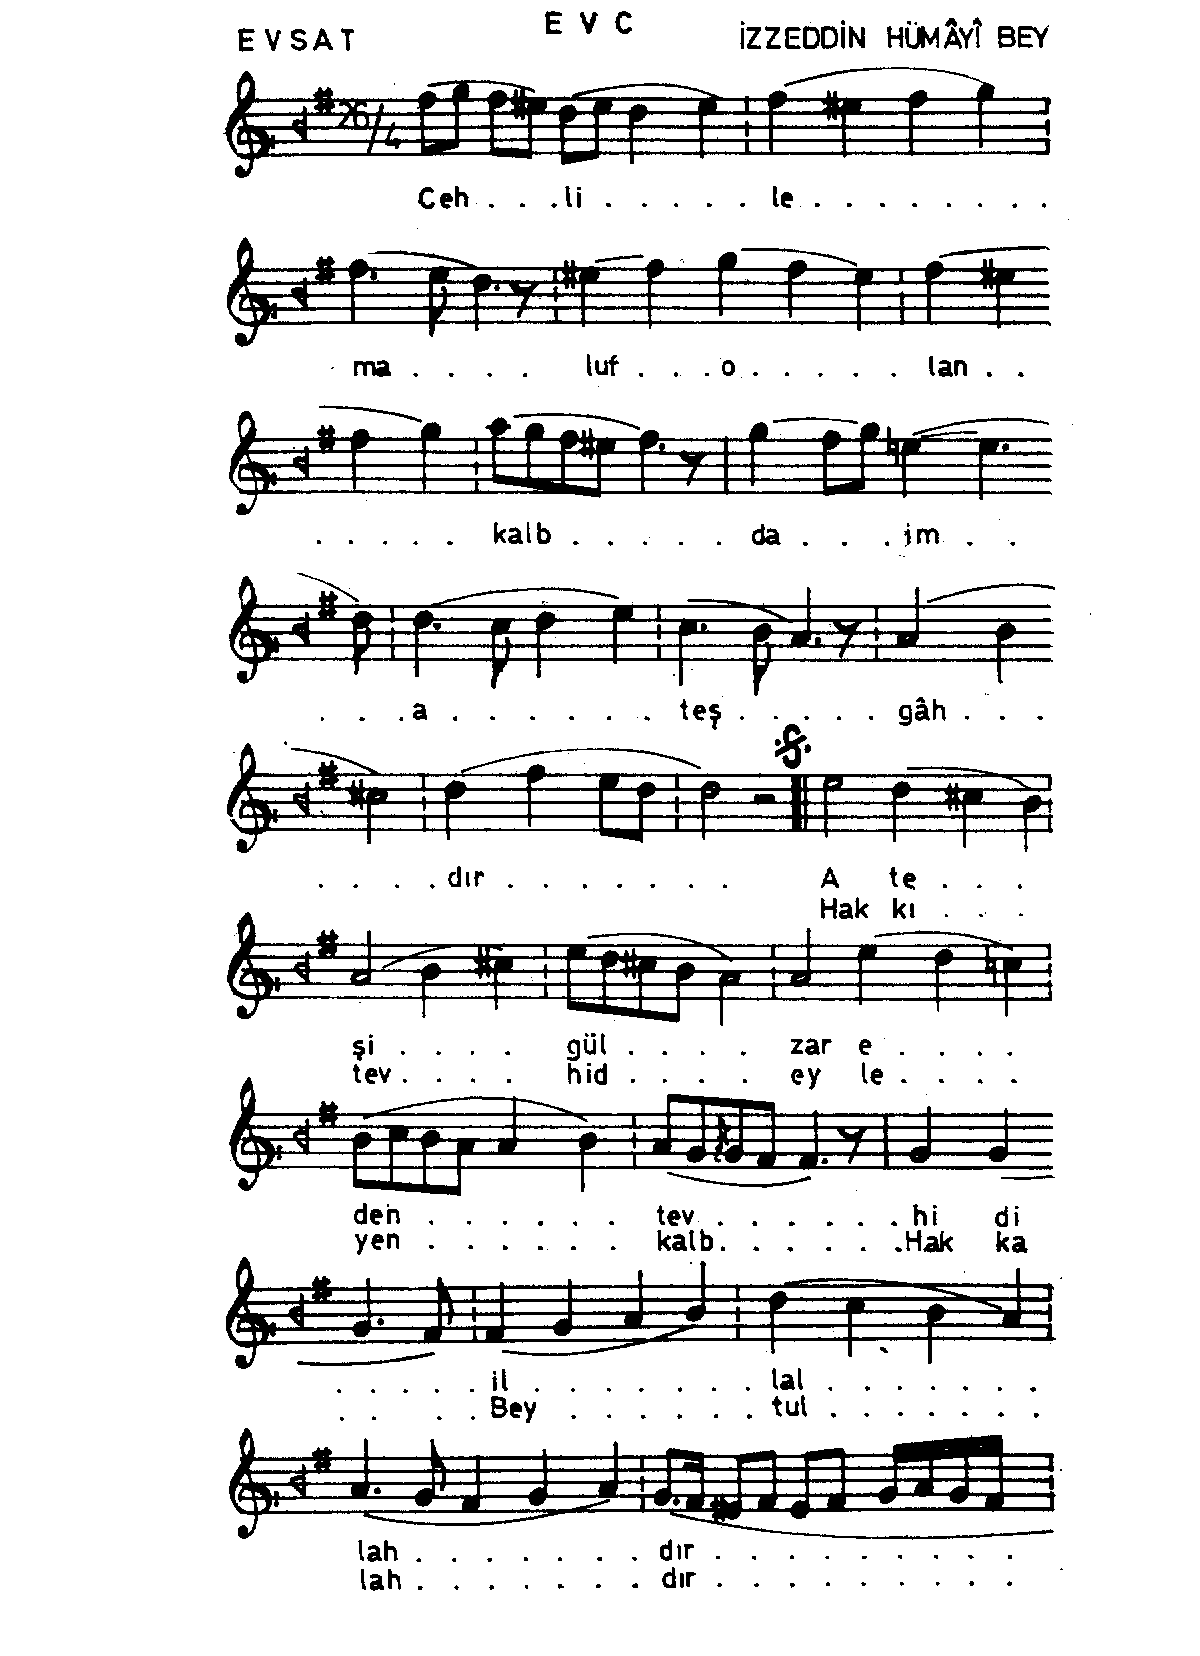 EVC
EVSAT İZZEDDİN HÜMÂYÎ BEY
26/4
Ceh . . . li . . . . . le . . . . . . . .
ma . . . . luf . . . o . . . . . lan . .
. . . . . kalb . . . . . da . . . im . .
. . . a . . . . . . teş . . . . . gâh . . .
. . . . dır . . . . . . . A te . . .
Hak kı . . .
şi . . . . gül . . . . zar e . . . .
tev . . . . hid . . . . ey le . . . .
den . . . . . . tev . . . . . . hi di
yen . . . . . . kalb . . . . . . Hak ka
. . . . . il . . . . . . . lal . . . . . . .
. . . . Bey . . . . . . tul . . . . . . .
lah . . . . . . . dır . . . . . . . . .
lah . . . . . . . dır . . . . . . . . .